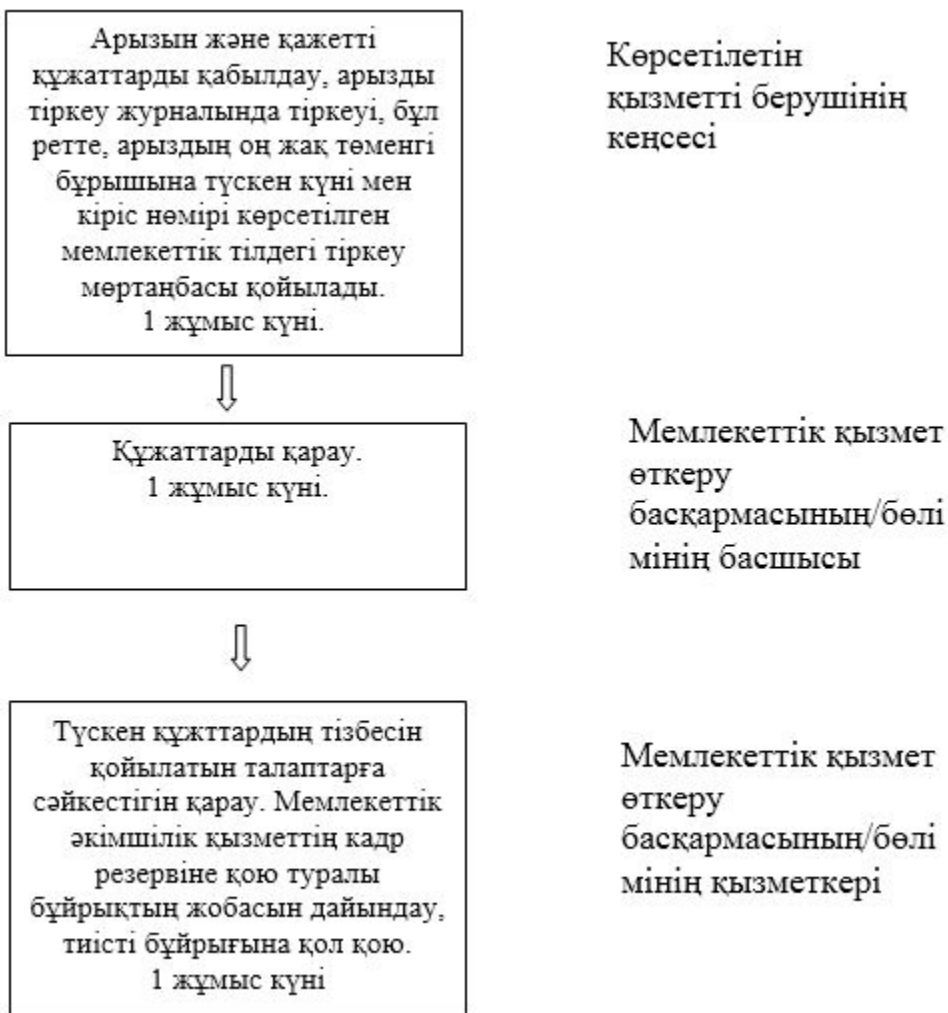 Арызын және қажетті
құжаттарды қабылдау, арызды
тіркеу журналында тіркеуі, бұл
ретте, арыздың оң жақ төменгі
бұрышына түскен күні мен
кіріс нөмірі көрсетілген
мемлекеттік тілдегі тіркеу
мөртаңбасы қойылады.
1 жұмыс күні.
Көрсетілетін
қызметті берушінің
кеңсесі
Құжаттарды қарау.
1 жұмыс күні.
Мемлекеттік қызмет
өткеру
басқармасының/бөлі
мінің басшысы
Түскен құжттардың тізбесін
қойылатын талаптарға
сәйкестігін қарау. Мемлекеттік
әкімшілік қызметтің кадр
резервіне қою туралы
бұйрықтың жобасын дайындау,
тиісті бұйрығына қол қою.
1 жұмыс күні
Мемлекеттік қызмет
өткеру
басқармасының/бөлі
мінің қызметкері